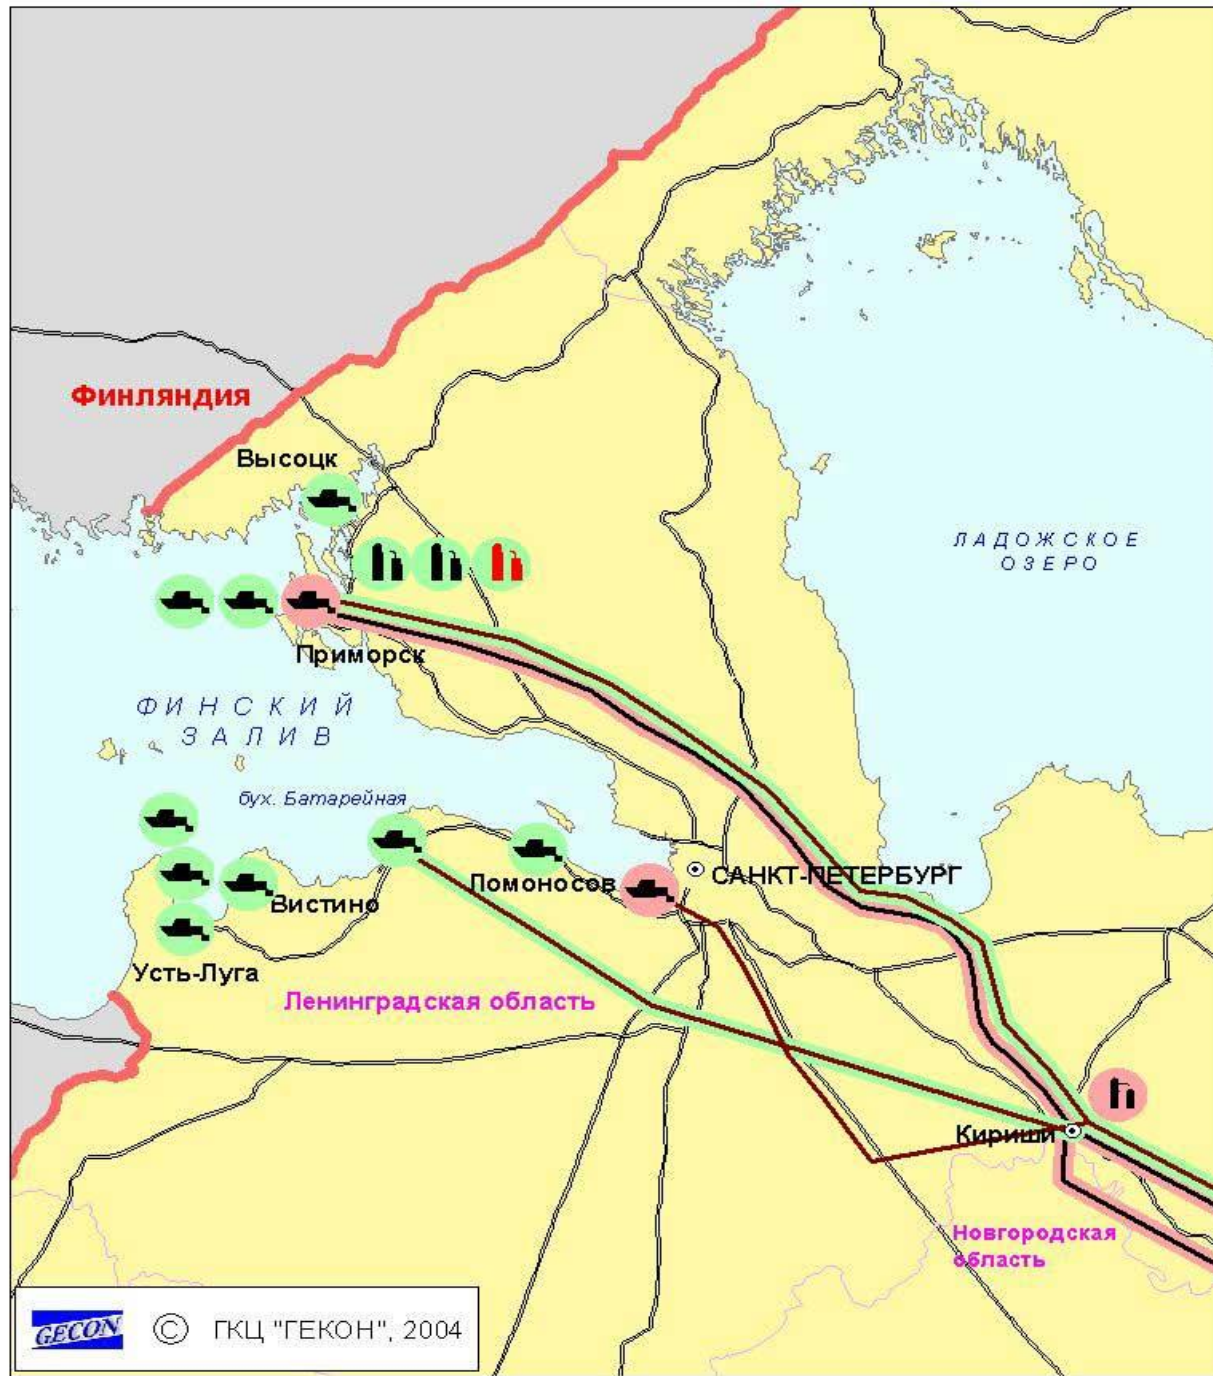 Финляндия
Высоцк
ЛАДОЖСКОЕ
ОЗЕРО
Приморск
ФИНСКИЙ
ЗАЛИВ
бух. Батарейная
САНКТ-ПЕТЕРБУРГ
Ломоносов
Вистино
Усть-Луга
Ленинградская область
Кириши
Новгородская
область
GECON © ГКЦ "ГЕКОН", 2004